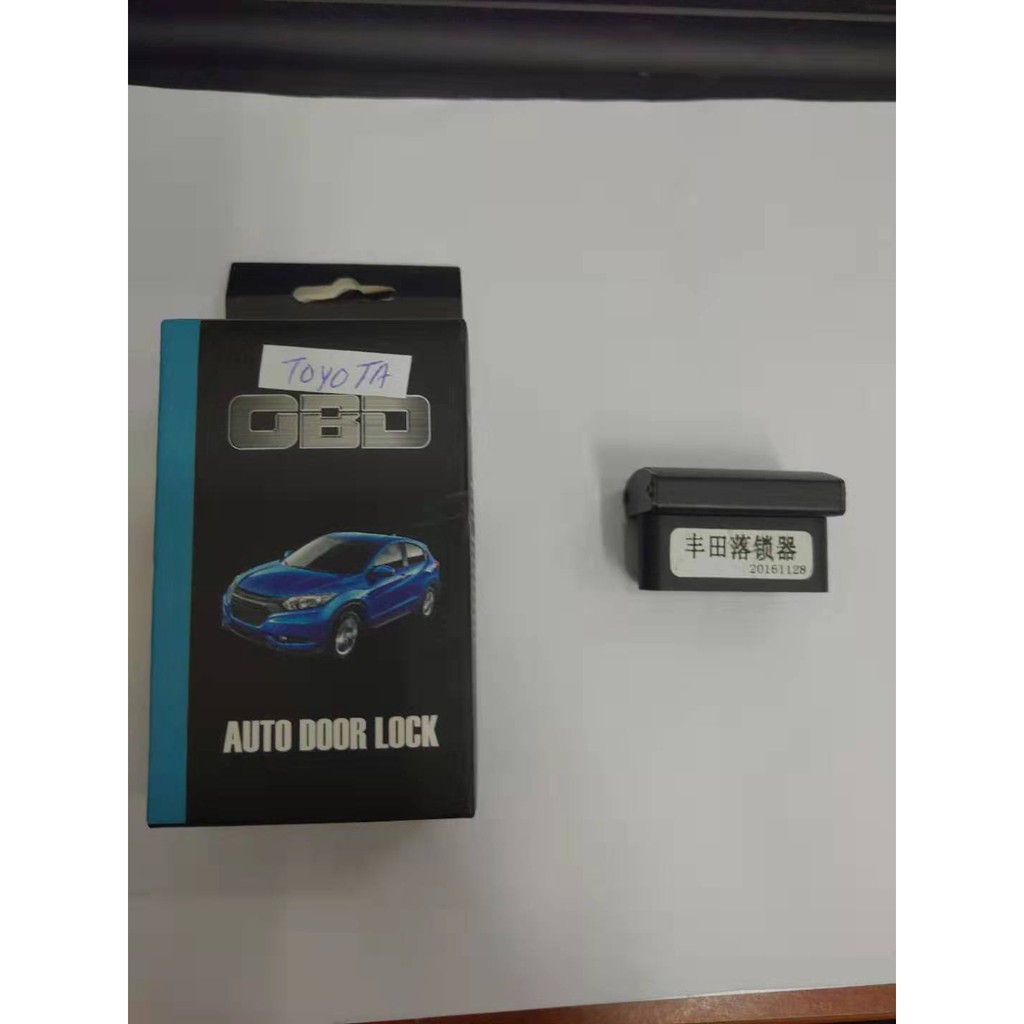 TOYOTA
OBD
AUTO DOOR LOCK
丰田落锁器
20161128